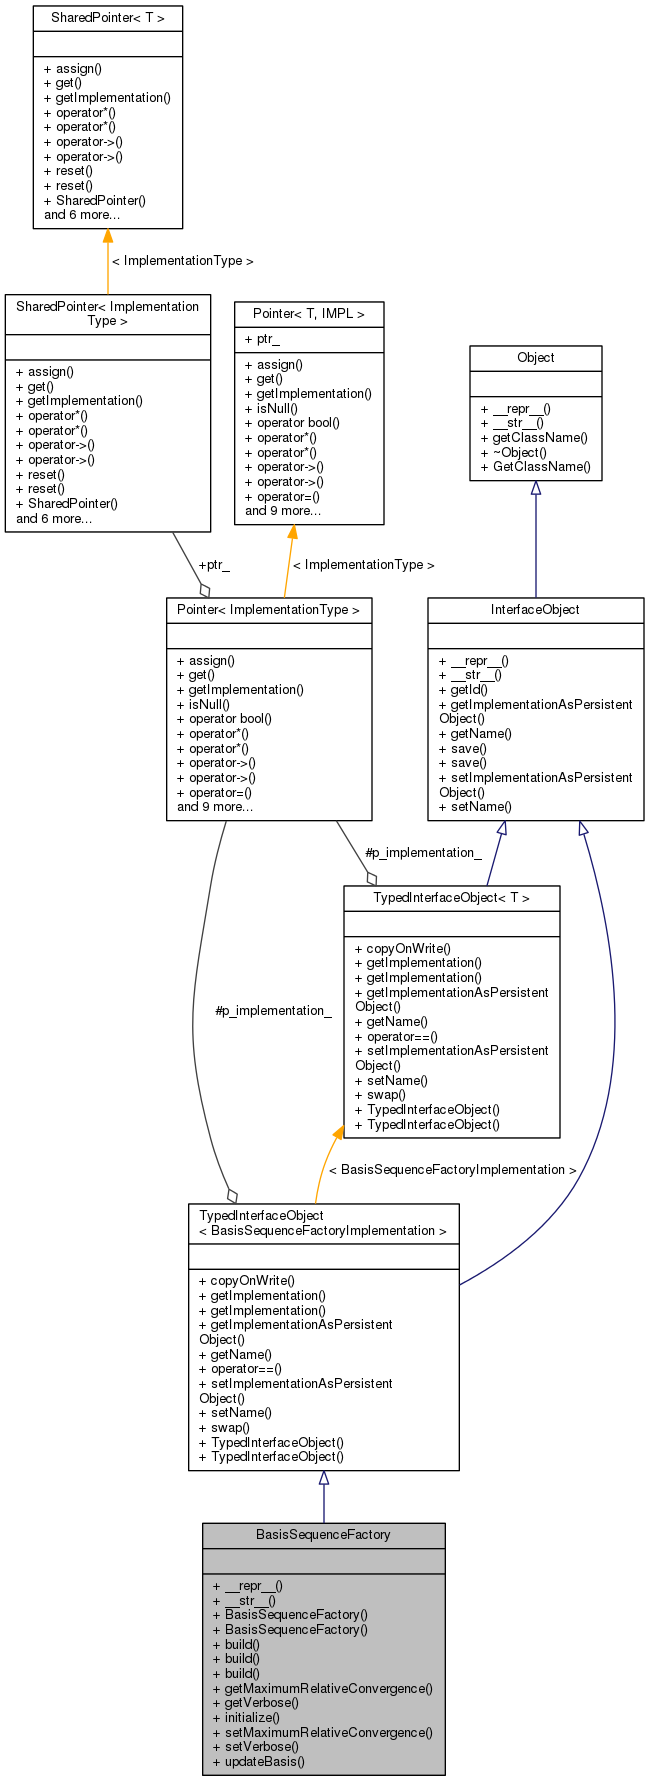 SharedPointer< T >
+ assign()
+ get()
+ getImplementation()
+ operator*()
+ operator*()
+ operator->()
+ operator->()
+ reset()
+ reset()
+ SharedPointer()
and 6 more...
< ImplementationType >
SharedPointer< Implementation
Type >
+ assign()
+ get()
+ getImplementation()
+ operator*()
+ operator*()
+ operator->()
+ operator->()
+ reset()
+ reset()
+ SharedPointer()
and 6 more...
Pointer< T, IMPL >
+ ptr_
+ assign()
+ get()
+ getImplementation()
+ isNull()
+ operator bool()
+ operator*()
+ operator*()
+ operator->()
+ operator->()
+ operator=()
and 9 more...
Object
+ __repr__()
+ __str__()
+ getClassName()
+ ~Object()
+ GetClassName()
+ptr_
< ImplementationType >
Pointer< ImplementationType >
+ assign()
+ get()
+ getImplementation()
+ isNull()
+ operator bool()
+ operator*()
+ operator*()
+ operator->()
+ operator->()
+ operator=()
and 9 more...
InterfaceObject
+ __repr__()
+ __str__()
+ getId()
+ getImplementationAsPersistent
Object()
+ getName()
+ save()
+ save()
+ setImplementationAsPersistent
Object()
+ setName()
#p_implementation_
TypedInterfaceObject< T >
+ copyOnWrite()
+ getImplementation()
+ getImplementation()
+ getImplementationAsPersistent
Object()
+ getName()
+ operator==()
+ setImplementationAsPersistent
Object()
+ setName()
+ swap()
+ TypedInterfaceObject()
+ TypedInterfaceObject()
#p_implementation_
< BasisSequenceFactoryImplementation >
TypedInterfaceObject
< BasisSequenceFactoryImplementation >
+ copyOnWrite()
+ getImplementation()
+ getImplementation()
+ getImplementationAsPersistent
Object()
+ getName()
+ operator==()
+ setImplementationAsPersistent
Object()
+ setName()
+ swap()
+ TypedInterfaceObject()
+ TypedInterfaceObject()
BasisSequenceFactory
+ __repr__()
+ __str__()
+ BasisSequenceFactory()
+ BasisSequenceFactory()
+ build()
+ build()
+ build()
+ getMaximumRelativeConvergence()
+ getVerbose()
+ initialize()
+ setMaximumRelativeConvergence()
+ setVerbose()
+ updateBasis()